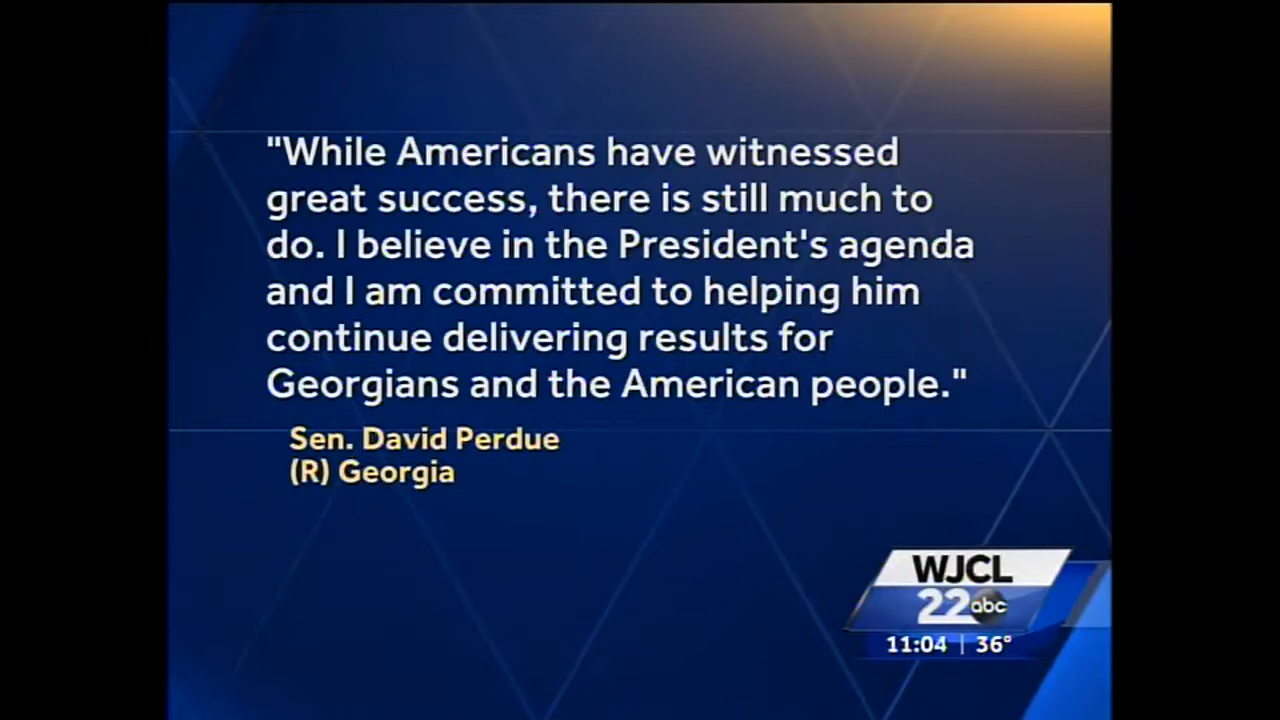 "While Americans have witnessed
great success, there is still much to
do. I believe in the President's agenda
and I am committed to helping him
continue delivering results for
Georgians and the American people."
Sen. David Perdue
(R) Georgia
WJCL
22 abc
11:04 | 36°